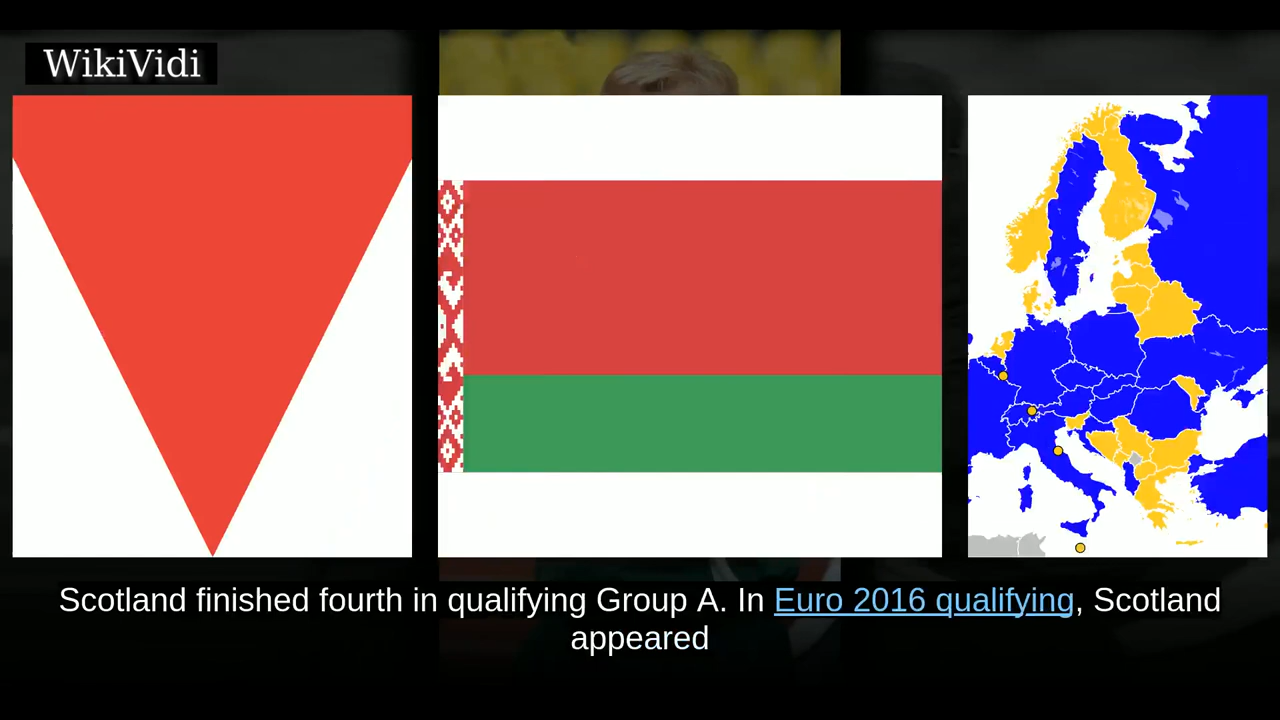 WikiVidi
Scotland finished fourth in qualifying Group A. In Euro 2016 qualifying, Scotland
appeared